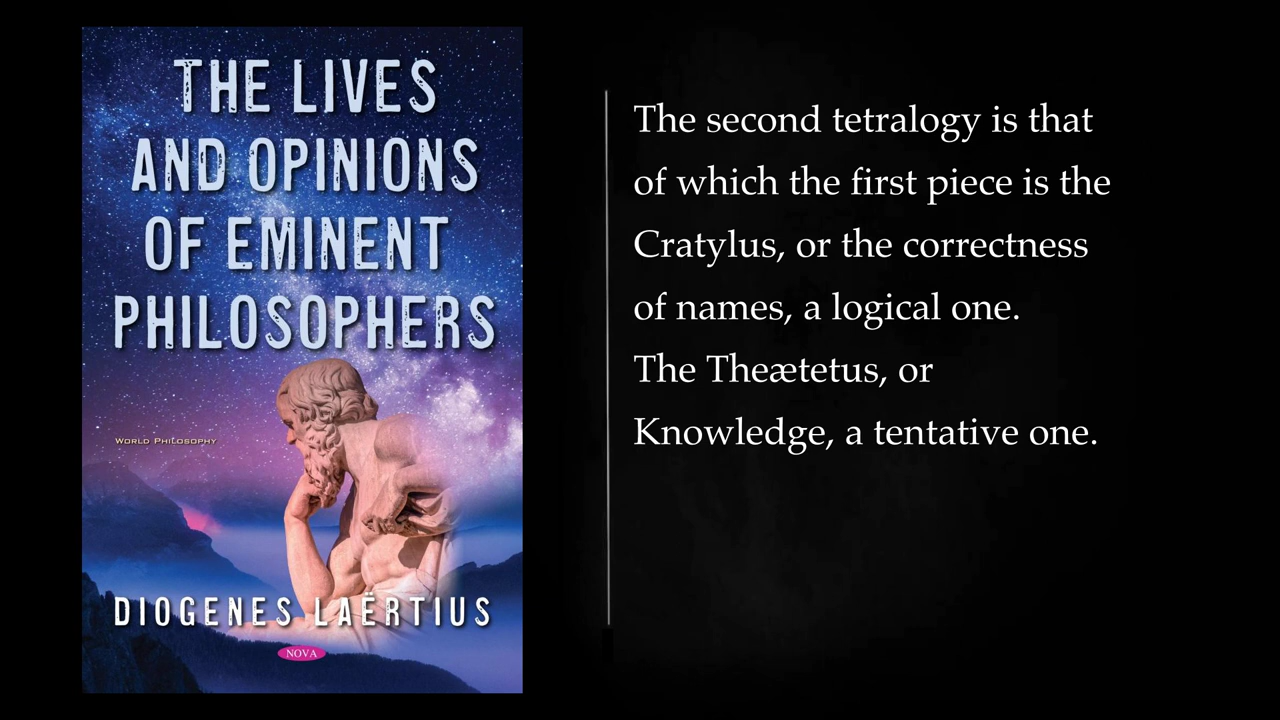 THE LIVES
AND OPINIONS
OF EMINENT
PHILOSOPHERS
WORLD PHILOSOPHY
DIOGENES LAËRTIUS
NOVA
The second tetralogy is that
of which the first piece is the
Cratylus, or the correctness
of names, a logical one.
The Theætetus, or
Knowledge, a tentative one.